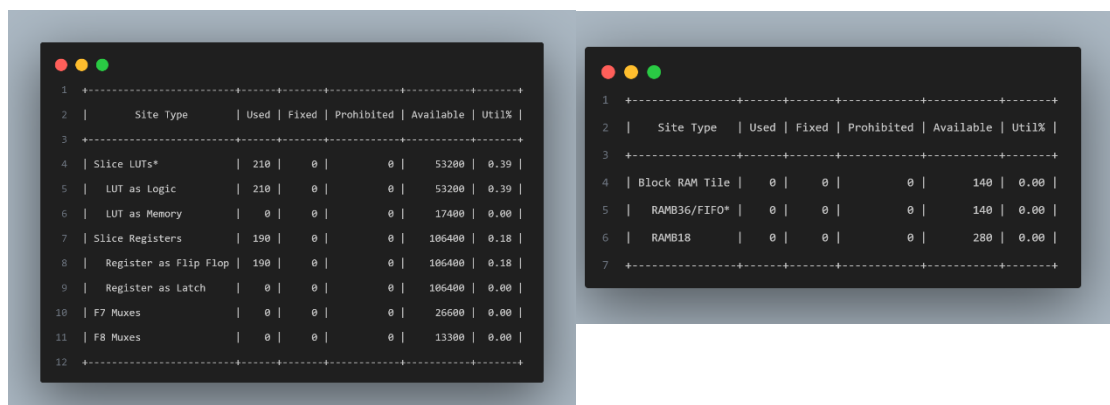 1 +-------------------------+------+-------+------------+-----------+-------+
2 |        Site Type        | Used | Fixed | Prohibited | Available | Util% |
3 +-------------------------+------+-------+------------+-----------+-------+
4 | Slice LUTs*             |  210 |     0 |          0 |     53200 |  0.39 |
5 |   LUT as Logic          |  210 |     0 |          0 |     53200 |  0.39 |
6 |   LUT as Memory         |    0 |     0 |          0 |     17400 |  0.00 |
7 | Slice Registers         |  190 |     0 |          0 |    106400 |  0.18 |
8 |   Register as Flip Flop |  190 |     0 |          0 |    106400 |  0.18 |
9 |   Register as Latch     |    0 |     0 |          0 |    106400 |  0.00 |
10 | F7 Muxes                |    0 |     0 |          0 |     26600 |  0.00 |
11 | F8 Muxes                |    0 |     0 |          0 |     13300 |  0.00 |
12 +-------------------------+------+-------+------------+-----------+-------+
1 +----------------+------+-------+------------+-----------+-------+
2 |    Site Type   | Used | Fixed | Prohibited | Available | Util% |
3 +----------------+------+-------+------------+-----------+-------+
4 | Block RAM Tile |    0 |     0 |          0 |       140 |  0.00 |
5 |   RAMB36/FIFO* |    0 |     0 |          0 |       140 |  0.00 |
6 |   RAMB18       |    0 |     0 |          0 |       280 |  0.00 |
7 +----------------+------+-------+------------+-----------+-------+